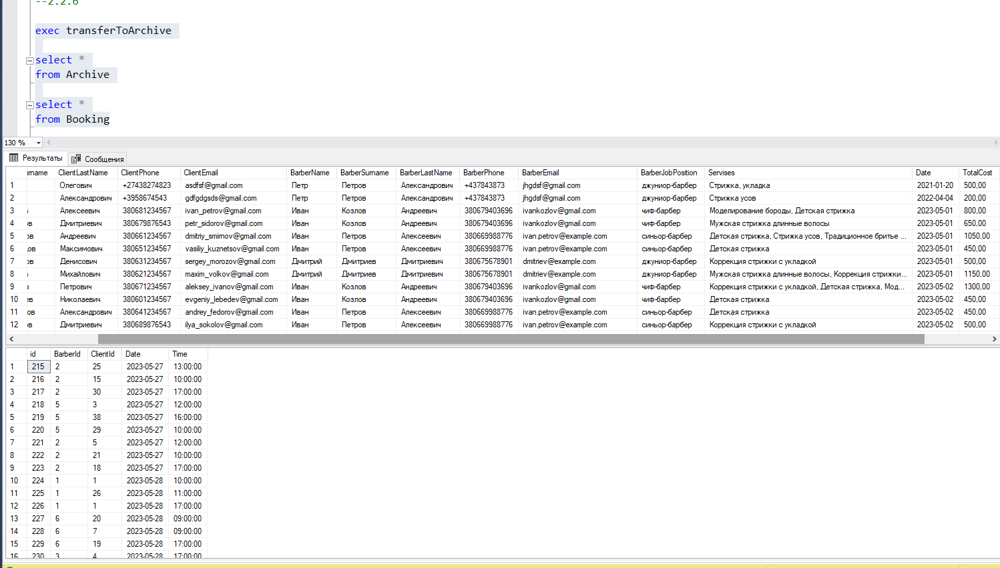 --2.2.6
exec transferToArchive
select *
from Archive
select *
from Booking
130 %
Результаты Сообщения
ırname ClientLastName ClientPhone ClientEmail BarberName BarberSurname BarberLastName BarberPhone BarberEmail BarberJobPosition Servises Date TotalCost
1 Олегович +27438274823 asdfsf@gmail.com Петр Петров Александрович +437843873 jhgdsf@gmail.com джуниор-барбер Стрижка, укладка 2021-01-20 500,00
2 Александрович +3958674543 gdfgdgsds@gmail.com Петр Петров Александрович +437843873 jhgdsf@gmail.com джуниор-барбер Стрижка усов 2022-04-04 200,00
3 Алексеевич 380681234567 ivan_petrov@gmail.com Иван Козлов Андреевич 380679403696 ivankozlov@gmail.com чиф-барбер Моделирование бороды, Детская стрижка 2023-05-01 800,00
4 ов Дмитриевич 380679876543 petr_sidorov@gmail.com Иван Козлов Андреевич 380679403696 ivankozlov@gmail.com чиф-барбер Мужская стрижка длинные волосы 2023-05-01 650,00
5 ов Андреевич 380661234567 dmitriy_smirnov@gmail.com Иван Петров Алексеевич 380669988776 ivan.petrov@example.com синьор-барбер Детская стрижка, Стрижка усов, Традиционное бритье ... 2023-05-01 1050,00
6 цов Максимович 380651234567 vasiliy_kuznetsov@gmail.com Иван Петров Алексеевич 380669988776 ivan.petrov@example.com синьор-барбер Детская стрижка 2023-05-01 450,00
7 ов Денисович 380631234567 sergey_morozov@gmail.com Дмитрий Дмитриев Дмитриевич 380675678901 dmitriev@example.com джуниор-барбер Коррекция стрижки с укладкой 2023-05-01 500,00
8 Михайлович 380621234567 maxim_volkov@gmail.com Дмитрий Дмитриев Дмитриевич 380675678901 dmitriev@example.com джуниор-барбер Мужская стрижка длинные волосы, Коррекция стрижки... 2023-05-01 1150,00
9 Петрович 380671234567 aleksey_ivanov@gmail.com Иван Козлов Андреевич 380679403696 ivankozlov@gmail.com чиф-барбер Коррекция стрижки с укладкой, Детская стрижка, Мод... 2023-05-02 1300,00
10 ев Николаевич 380601234567 evgeniy_lebedev@gmail.com Иван Козлов Андреевич 380679403696 ivankozlov@gmail.com чиф-барбер Детская стрижка 2023-05-02 450,00
11 ов Александрович 380641234567 andrey_fedorov@gmail.com Иван Петров Алексеевич 380669988776 ivan.petrov@example.com синьор-барбер Детская стрижка 2023-05-02 450,00
12 ов Дмитриевич 380689876543 ilya_sokolov@gmail.com Иван Петров Алексеевич 380669988776 ivan.petrov@example.com синьор-барбер Коррекция стрижки с укладкой 2023-05-02 500,00
id BarberId ClientId Date Time
1 215 2 25 2023-05-27 13:00:00
2 216 2 15 2023-05-27 10:00:00
3 217 2 30 2023-05-27 17:00:00
4 218 5 3 2023-05-27 12:00:00
5 219 5 38 2023-05-27 16:00:00
6 220 5 29 2023-05-27 10:00:00
7 221 2 5 2023-05-27 12:00:00
8 222 2 21 2023-05-27 10:00:00
9 223 2 18 2023-05-27 17:00:00
10 224 1 1 2023-05-28 10:00:00
11 225 1 26 2023-05-28 11:00:00
12 226 1 1 2023-05-28 17:00:00
13 227 6 20 2023-05-28 09:00:00
14 228 6 7 2023-05-28 09:00:00
15 229 6 19 2023-05-28 17:00:00
16 230 3 4 2023-05-28 17:00:00